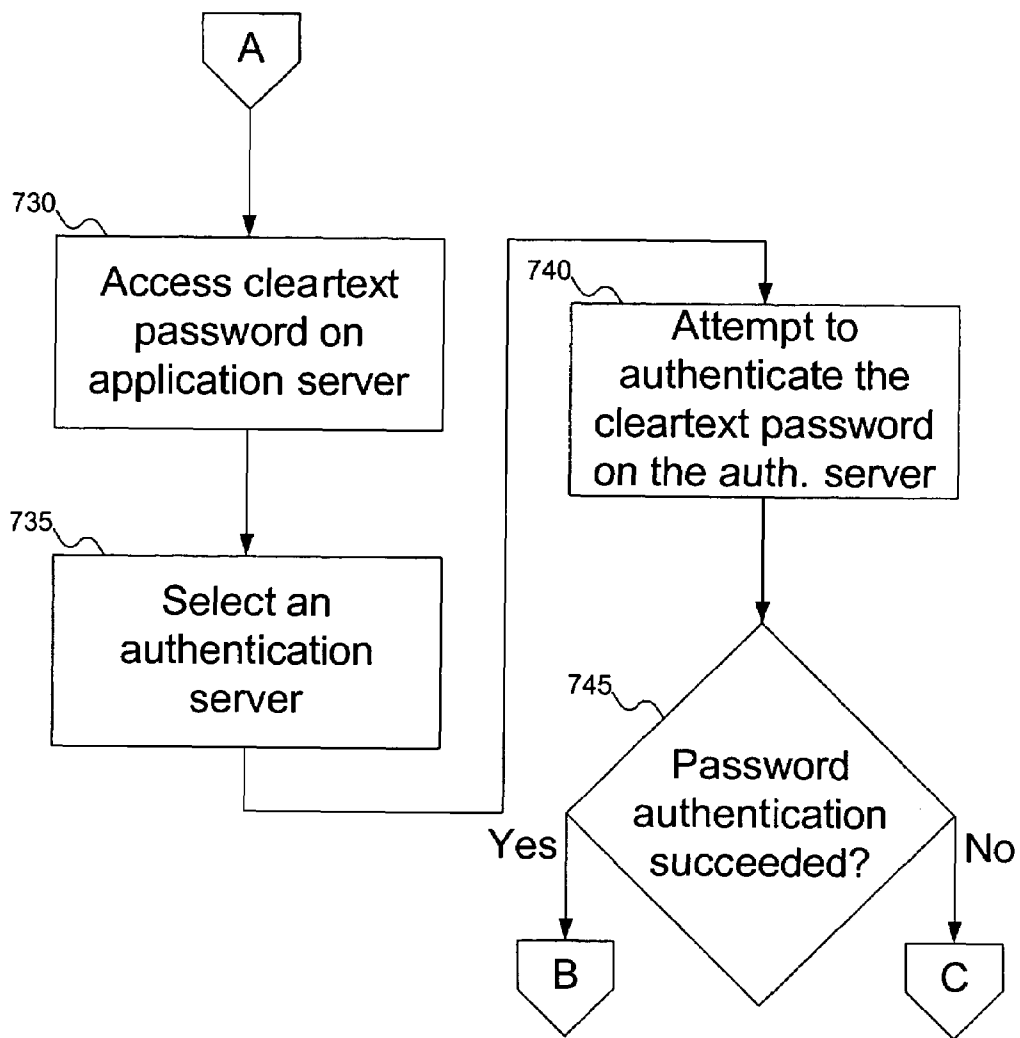 A
730
Access cleartext
password on
application server
735
Select an
authentication
server
740
Attempt to
authenticate the
cleartext password
on the auth. server
745
Password
authentication
succeeded?
Yes
No
B
C